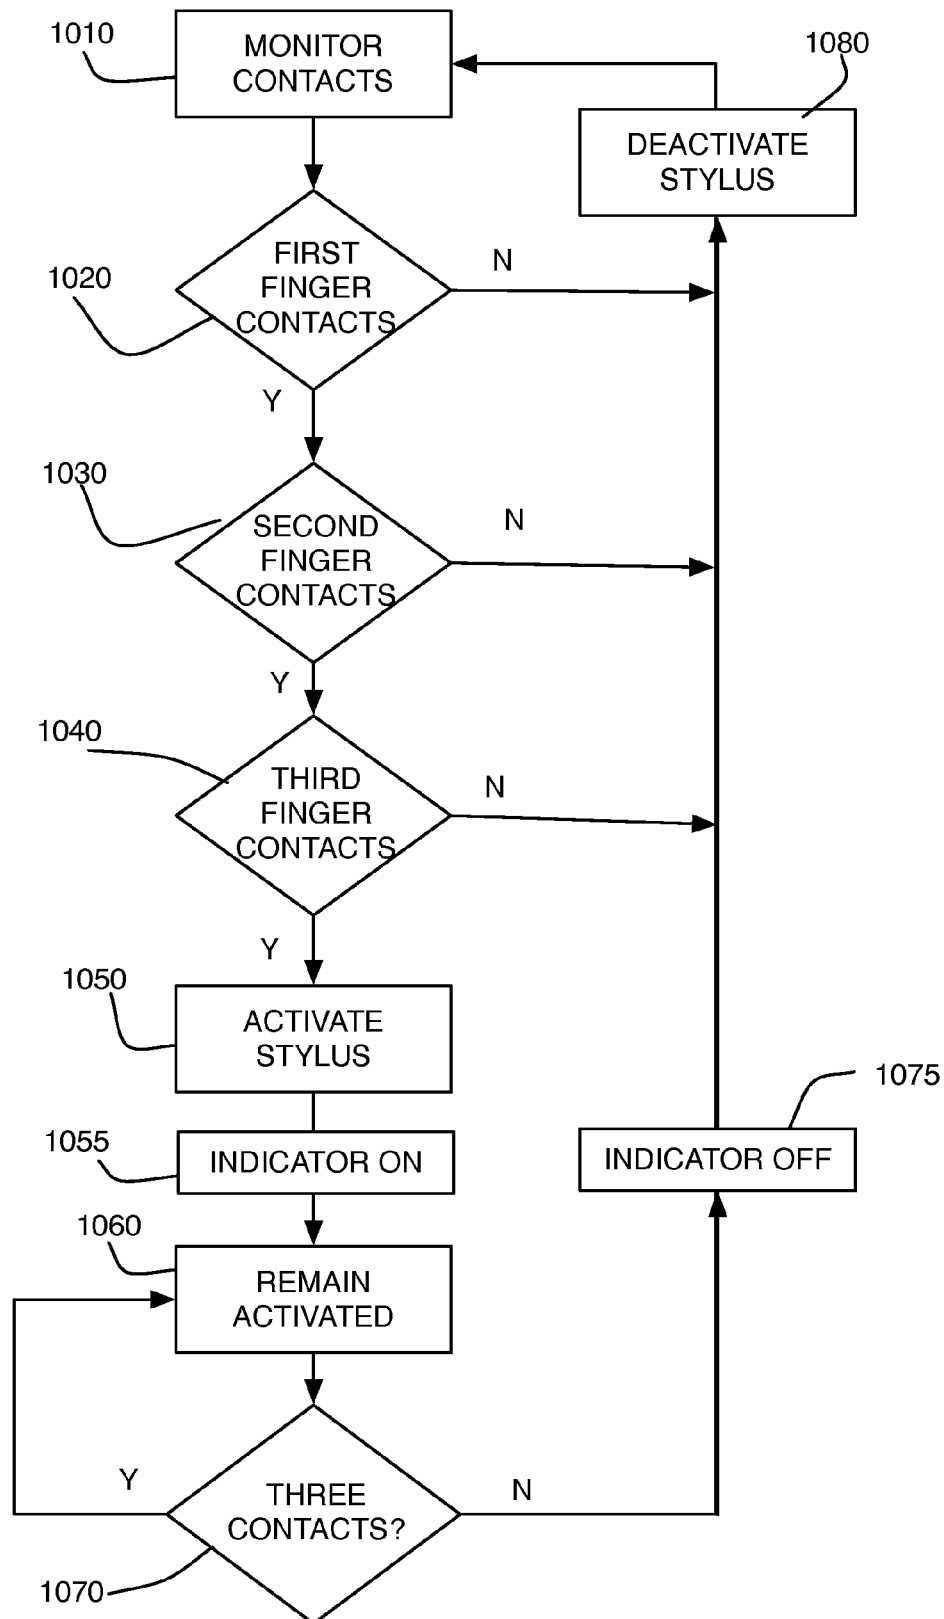 1010
MONITOR
CONTACTS
1080
DEACTIVATE
STYLUS
1020
FIRST
FINGER
CONTACTS
N
Y
1030
SECOND
FINGER
CONTACTS
N
Y
1040
THIRD
FINGER
CONTACTS
N
Y
1050
ACTIVATE
STYLUS
1075
1055
INDICATOR ON
INDICATOR OFF
1060
REMAIN
ACTIVATED
Y
THREE
CONTACTS?
N
1070